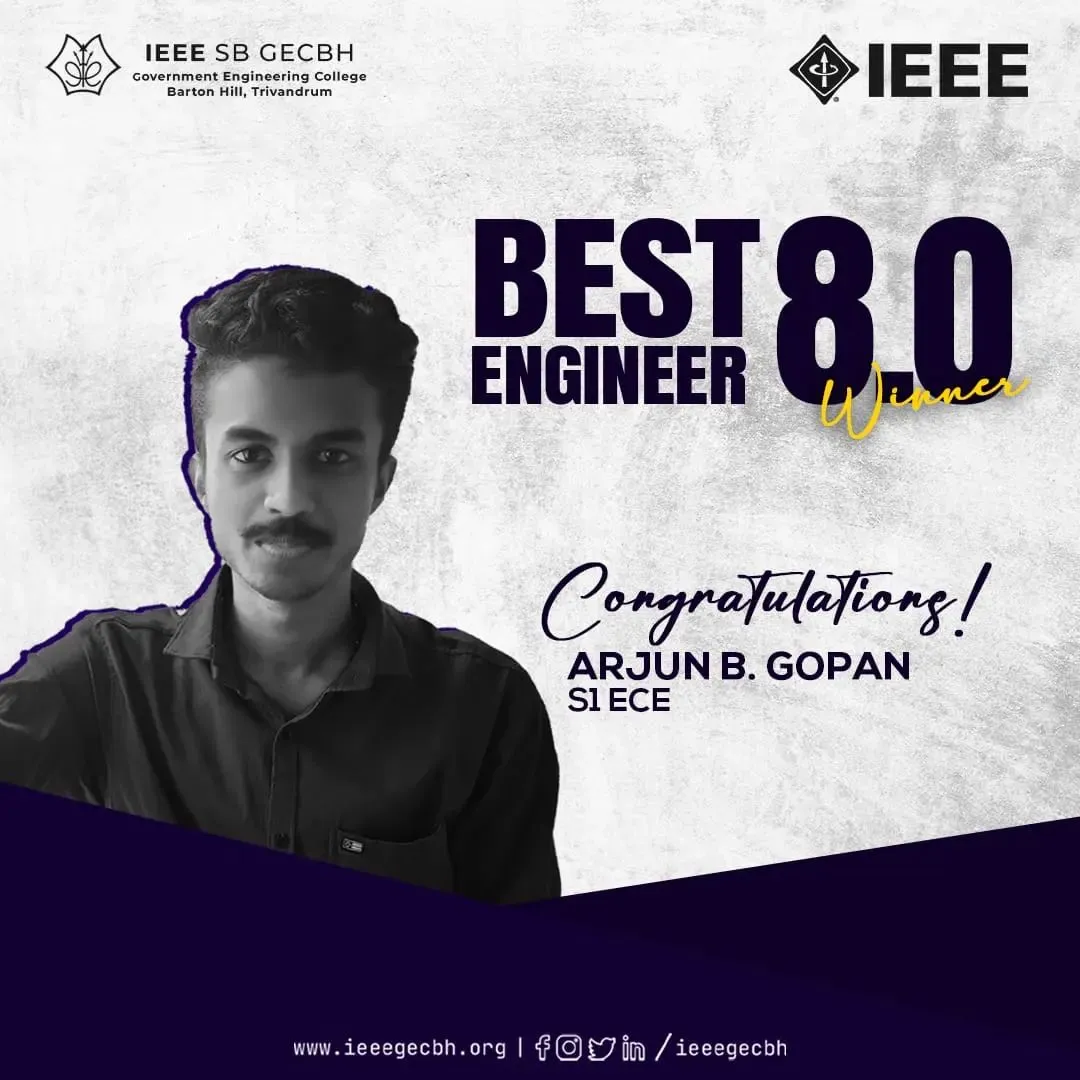 IEEE SB GECBH
Government Engineering College
Barton Hill, Trivandrum
IEEE
BEST
ENGINEER
8.0
Winner
Congratulations!
ARJUN B. GOPAN
S1 ECE
www.ieeegecbh.org | /ieeegecbh